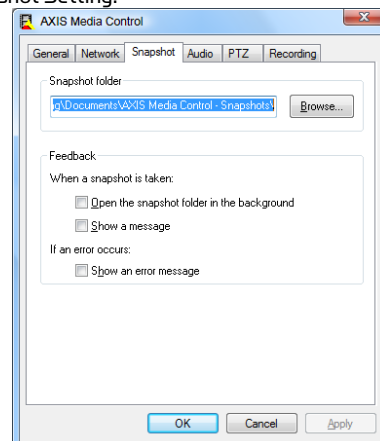 shot Setting.
AXIS Media Control
General Network Snapshot Audio PTZ Recording
Snapshot folder
g\Documents\AXIS Media Control - Snapshots\
Browse...
Feedback
When a snapshot is taken:
Open the snapshot folder in the background
Show a message
If an error occurs:
Show an error message
OK Cancel Apply